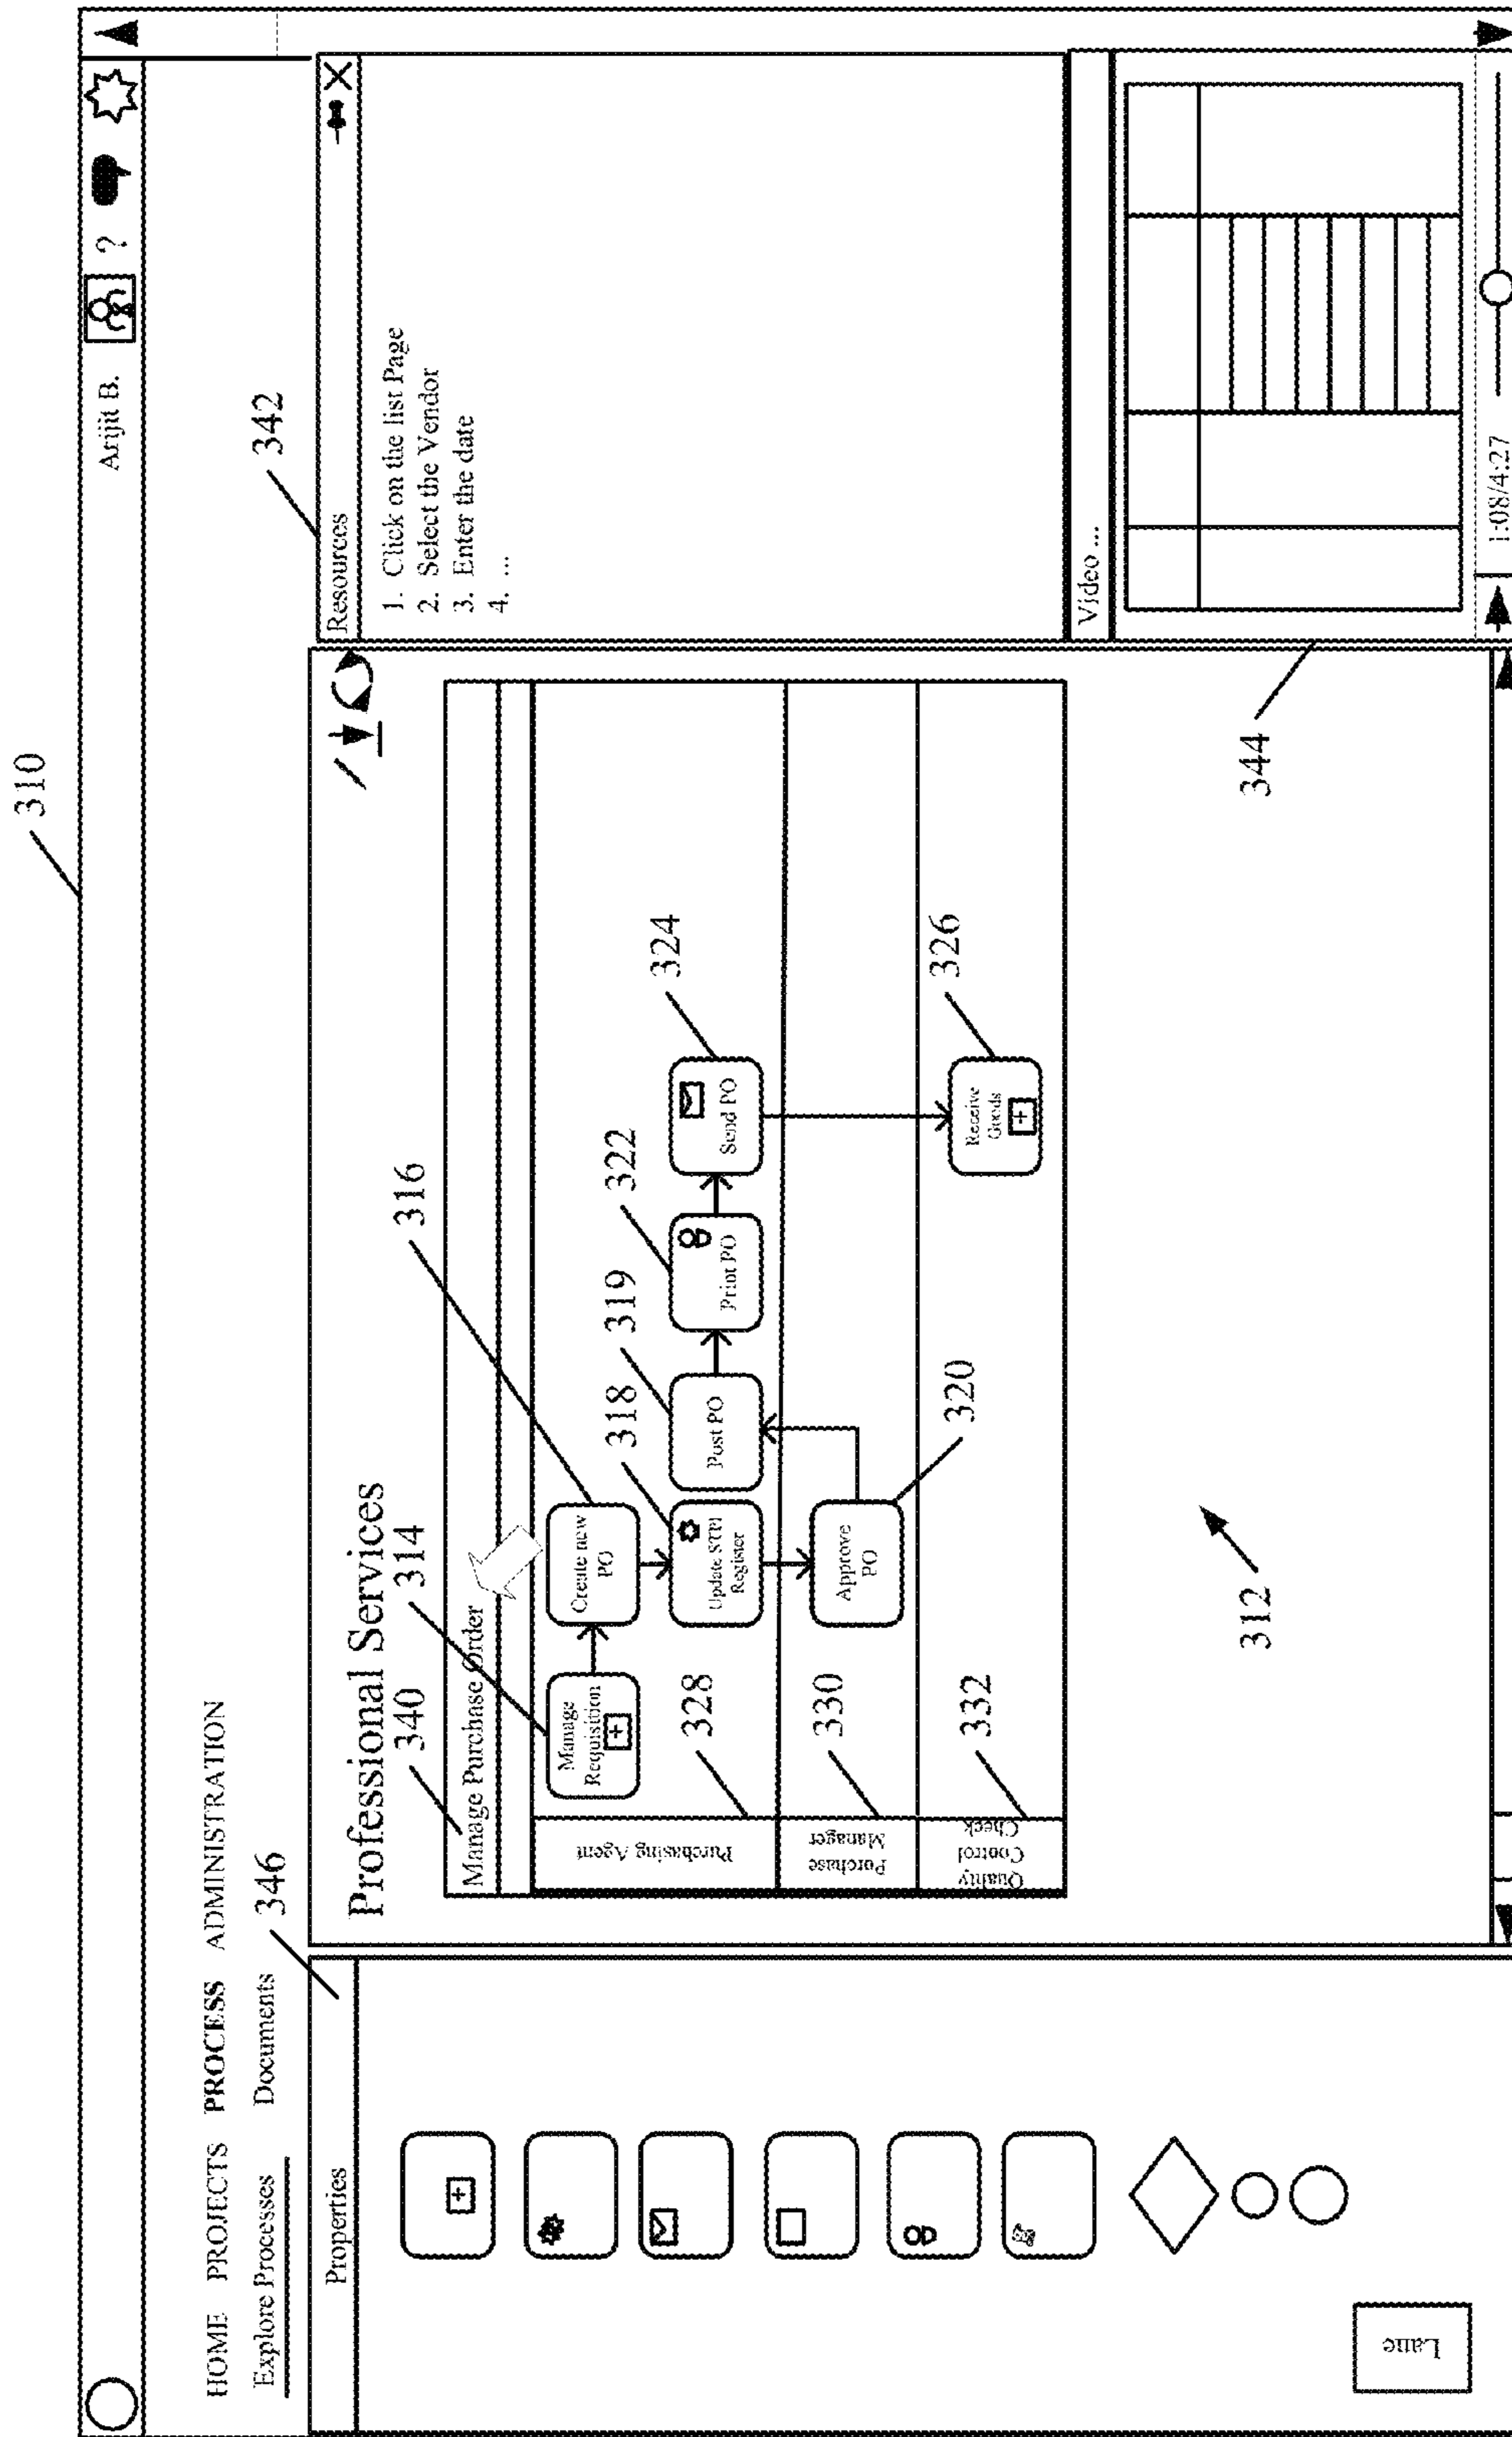 310
Arijit B. ?
HOME PROJECTS PROCESS ADMINISTRATION
Explore Processes Documents
346
342
Properties
Lane
Professional Services
340
314
316
Manage Purchase Order
Purchasing Agent
Purchase
Manager
Quality
Control
Check
328
330
332
Manage
Requisition
Create new
PO
318
Update STPI
Register
319
Post PO
322
Print PO
324
Send PO
Approve
PO
320
326
Receive
Goods
312
344
Resources
1. Click on the list Page
2. Select the Vendor
3. Enter the date
4. ...
Video ...
1:08/4:27